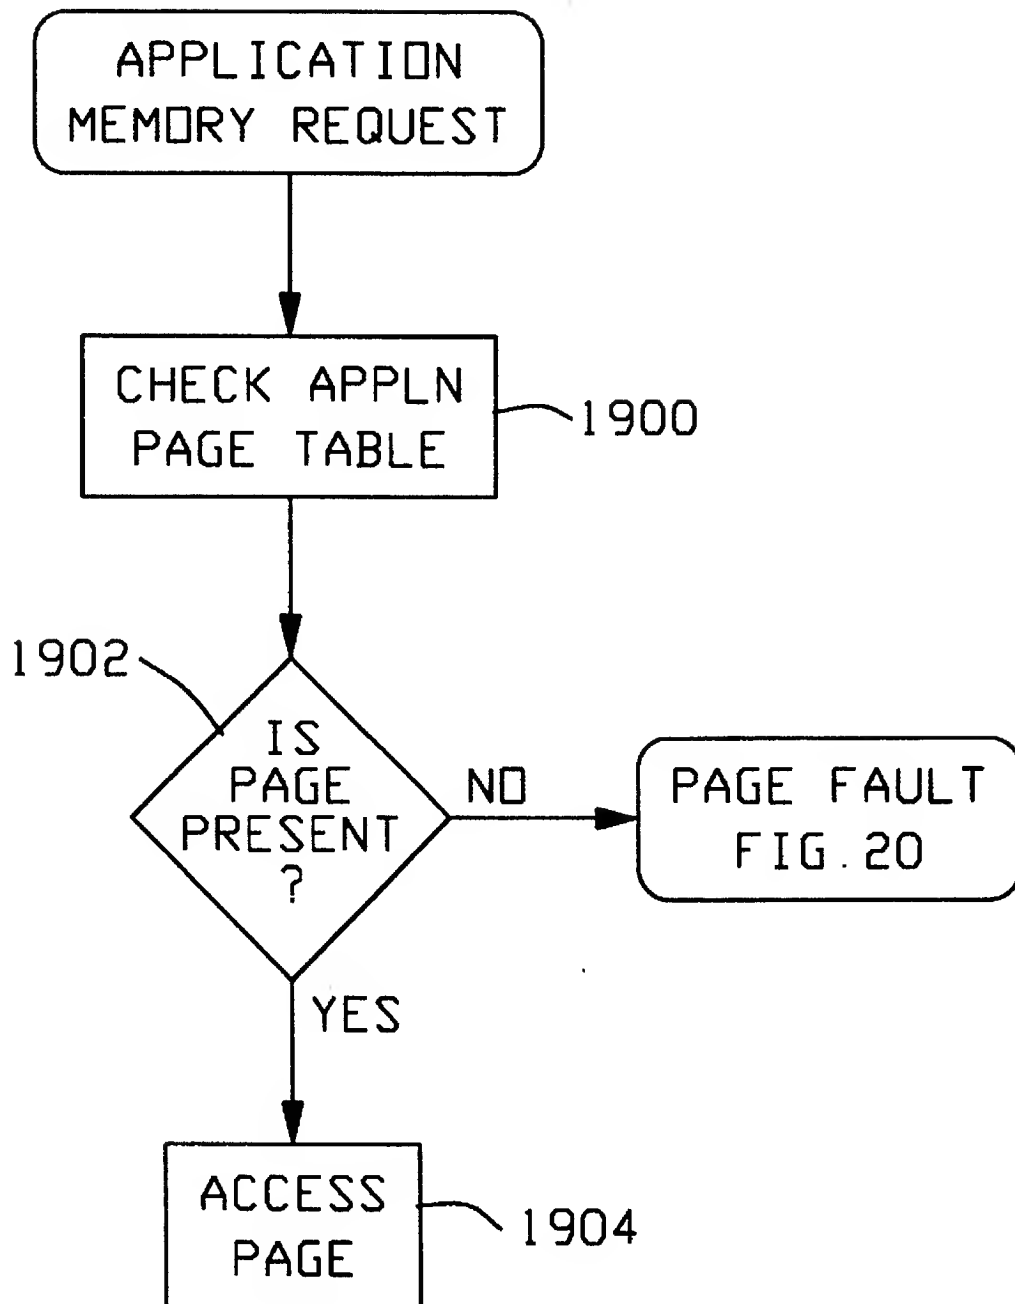 APPLICATION
MEMORY REQUEST
CHECK APPLN
PAGE TABLE
1900
1902
IS
PAGE
PRESENT
?
NO
PAGE FAULT
FIG.20
YES
ACCESS
PAGE
1904